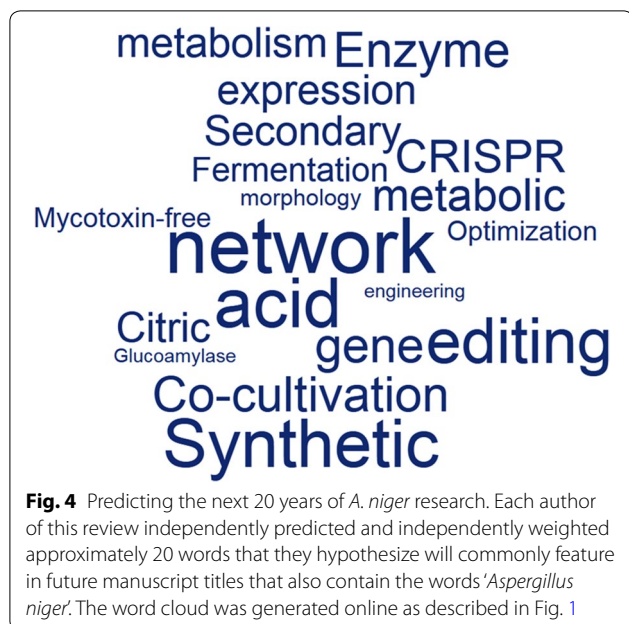 metabolism Enzyme
expression
Secondary
Fermentation CRISPR
morphology metabolic
Mycotoxin-free
network Optimization
acid engineering
Citric
Glucoamylase gene editing
Co-cultivation
Synthetic
Fig. 4 Predicting the next 20 years of A. niger research. Each author
of this review independently predicted and independently weighted
approximately 20 words that they hypothesize will commonly feature
in future manuscript titles that also contain the words ‘Aspergillus
niger’. The word cloud was generated online as described in Fig. 1